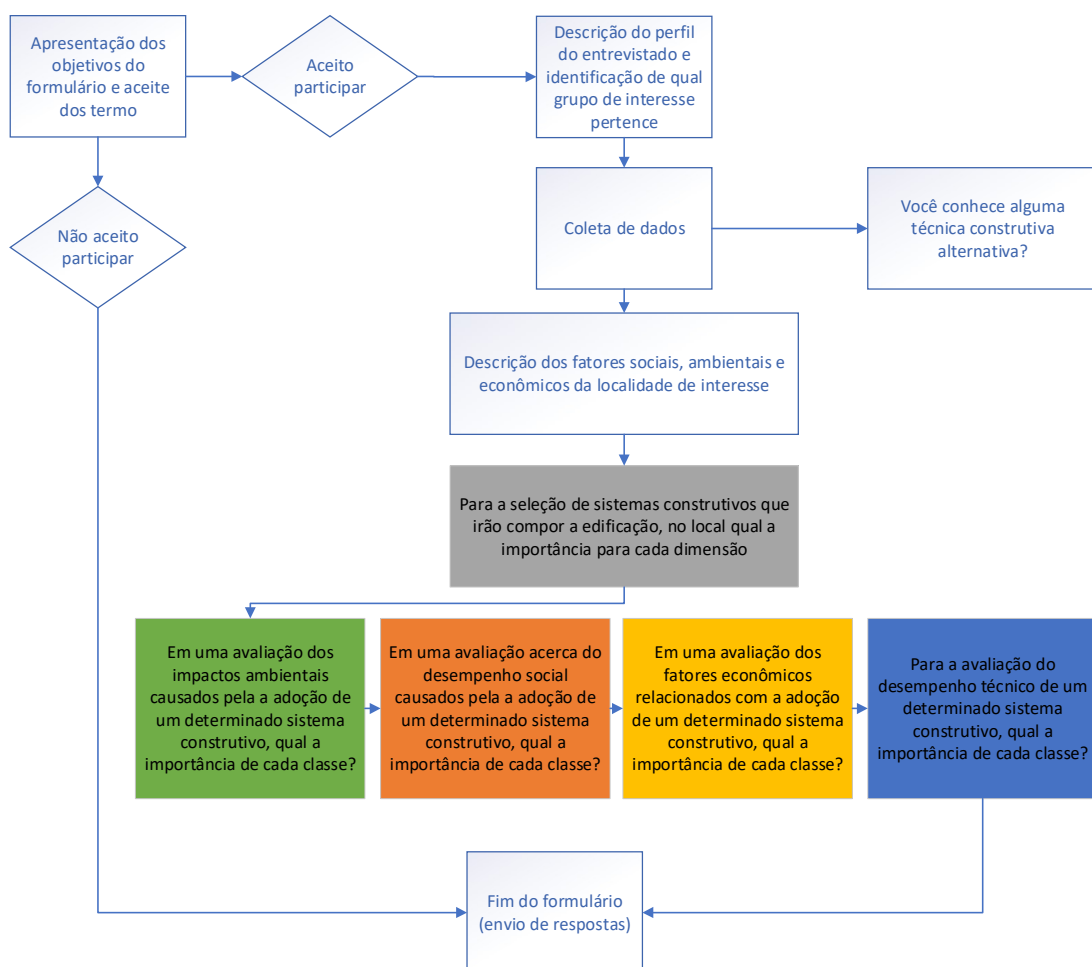 Apresentação dos
objetivos do
formulário e aceite
dos termo
Aceito
participar
Descrição do perfil
do entrevistado e
identificação de qual
grupo de interesse
pertence
Não aceito
participar
Coleta de dados
Você conhece alguma
técnica construtiva
alternativa?
Descrição dos fatores sociais, ambientais e
econômicos da localidade de interesse
Para a seleção de sistemas construtivos que
irão compor a edificação, no local qual a
importância para cada dimensão
Em uma avaliação dos
impactos ambientais
causados pela a adoção de
um determinado sistema
construtivo, qual a
importância de cada classe?
Em uma avaliação acerca do
desempenho social
causados pela a adoção de
um determinado sistema
construtivo, qual a
importância de cada classe?
Em uma avaliação dos
fatores econômicos
relacionados com a adoção
de um determinado sistema
construtivo, qual a
importância de cada classe?
Para a avaliação do
desempenho técnico de um
determinado sistema
construtivo, qual a
importância de cada classe?
Fim do formulário
(envio de respostas)